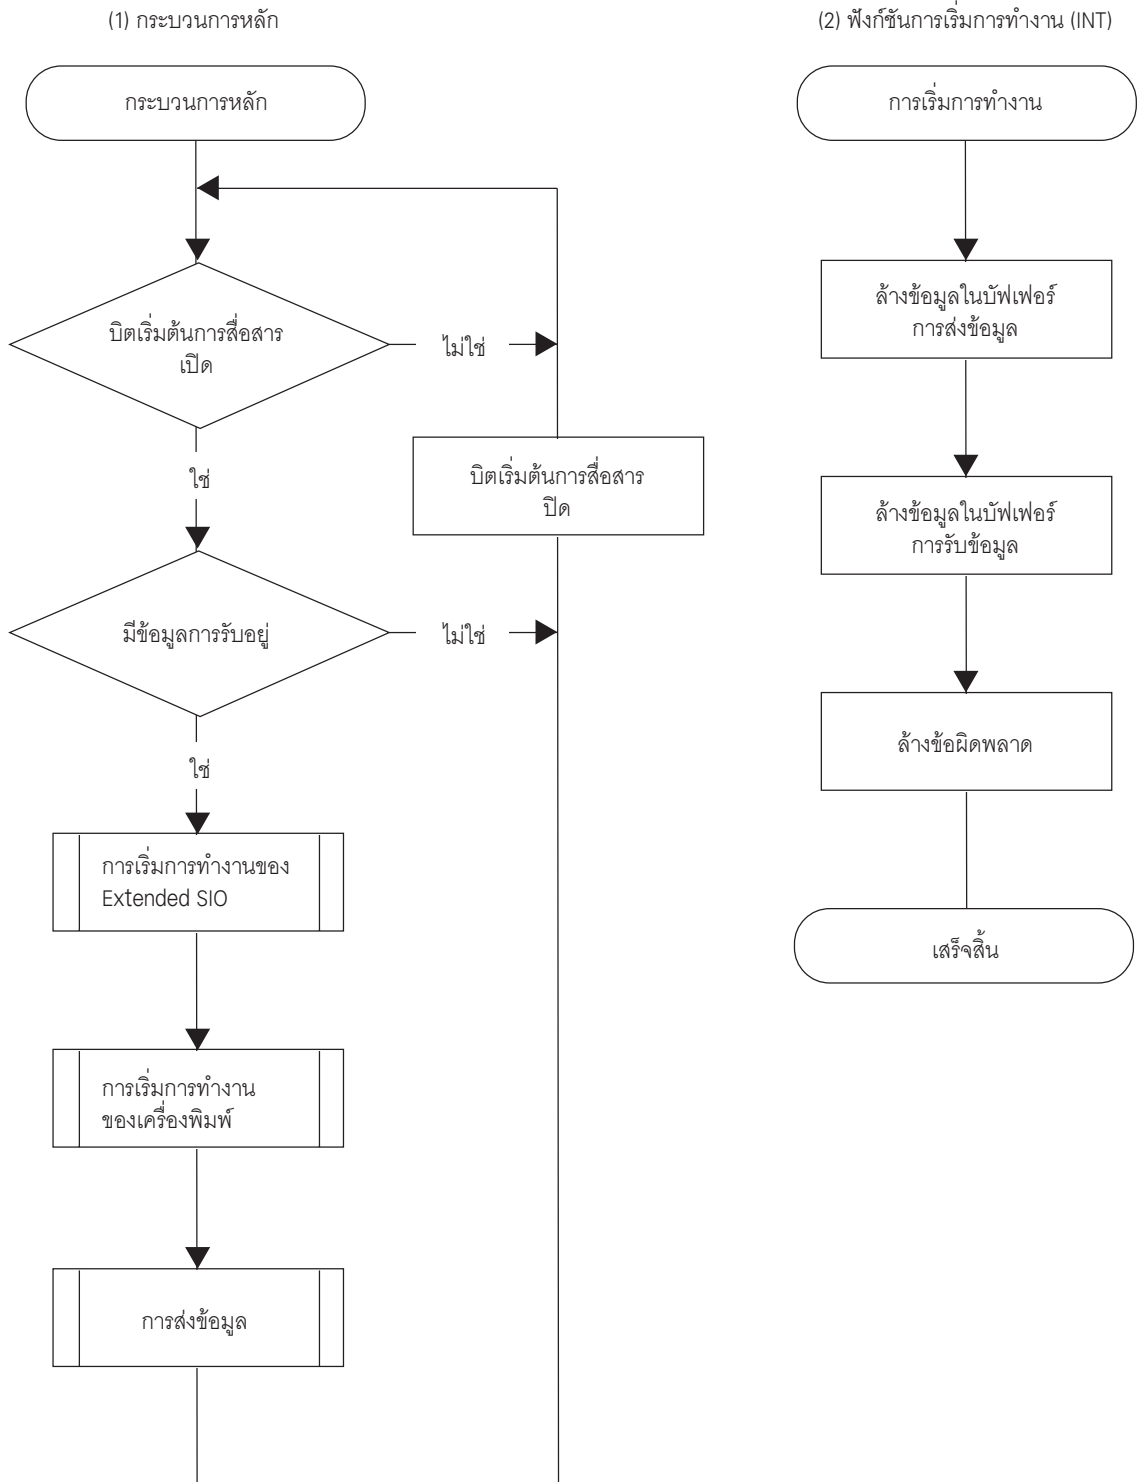 (1) กระบวนการหลัก
กระบวนการหลัก
บิตเริ่มต้นการสื่อสาร
เปิด
ไม่ใช่
ใช่
บิตเริ่มต้นการสื่อสาร
ปิด
มีข้อมูลการรับอยู่
ไม่ใช่
ใช่
การเริ่มการทำงานของ
Extended SIO
การเริ่มการทำงาน
ของเครื่องพิมพ์
การส่งข้อมูล
(2) ฟังก์ชันการเริ่มการทำงาน (INT)
การเริ่มการทำงาน
ล้างข้อมูลในบัฟเฟอร์
การส่งข้อมูล
ล้างข้อมูลในบัฟเฟอร์
การรับข้อมูล
ล้างข้อผิดพลาด
เสร็จสิ้น